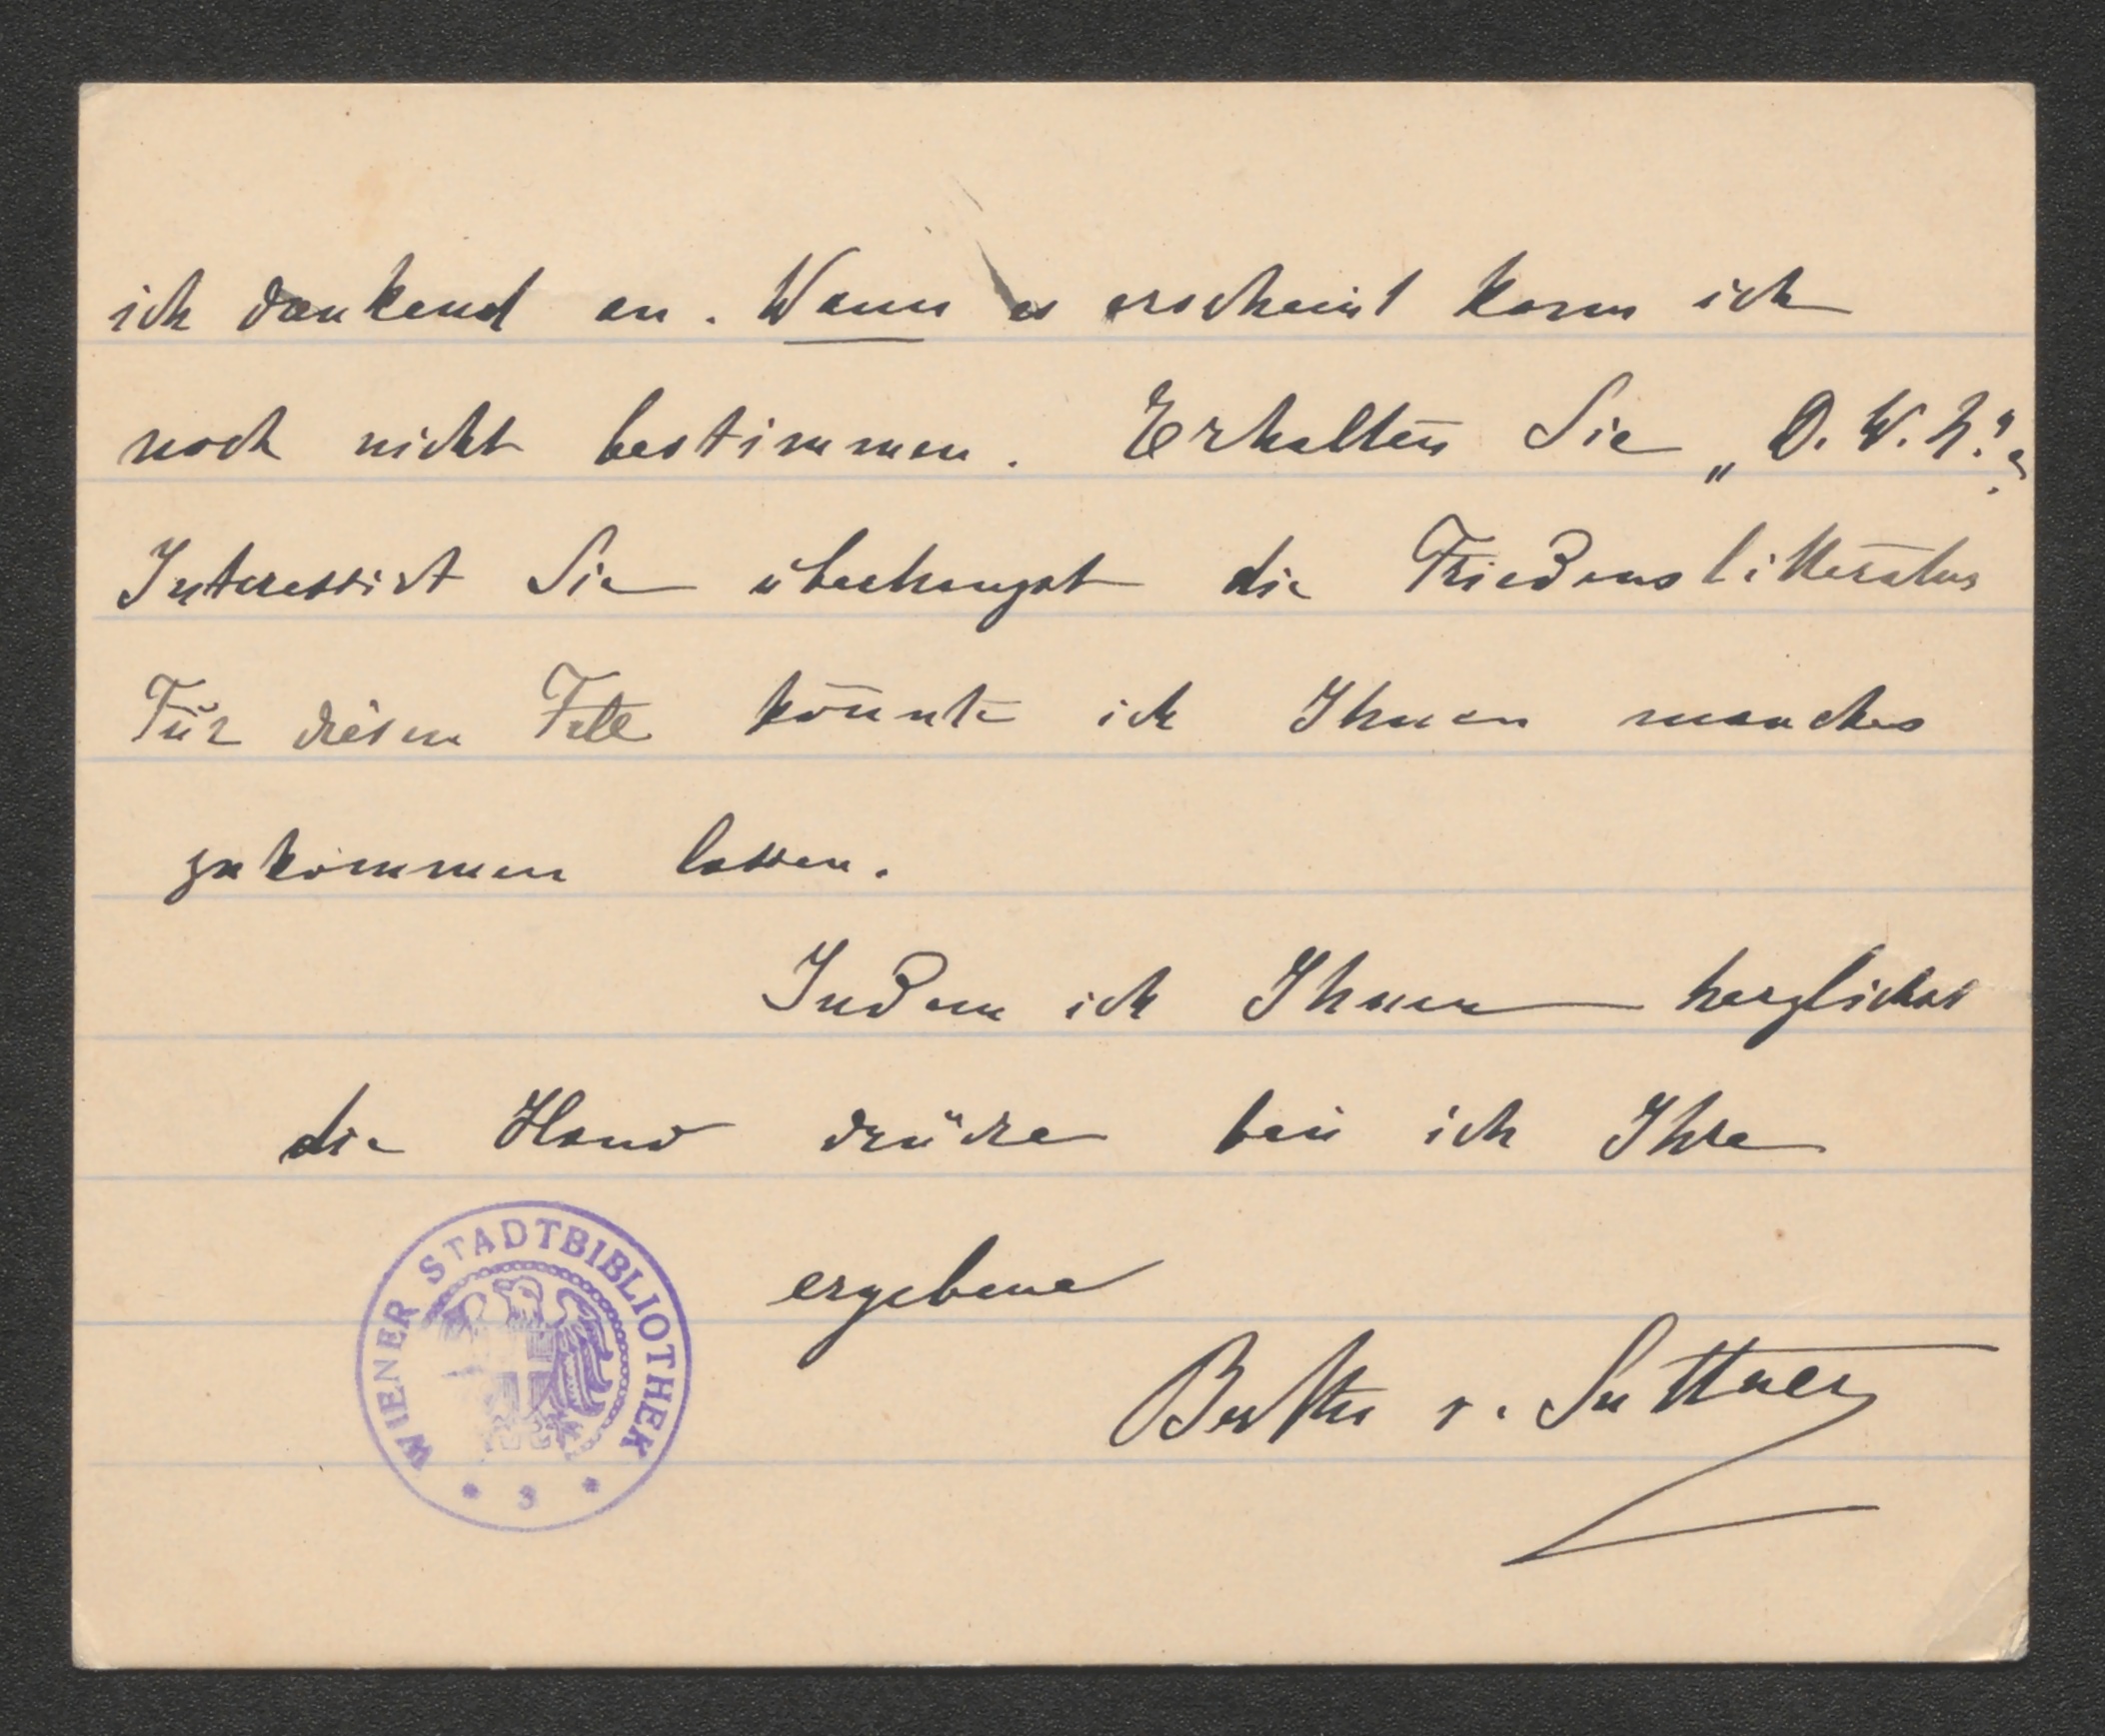 ich dankend an. Wann es erscheint kann ich
noch nicht bestimmen. Erhalten Sie „D. W. N."?
Interessirt Sie überhaupt die Friedenslitteratur
Für diesen Fall könnte ich Ihnen manches
zukommen lassen.
Indem ich Ihnen herzlichst
die Hand drücke bin ich Ihre
ergebene
Bertha v. Suttner
WIENER STADTBIBLIOTHEK
* 3 *